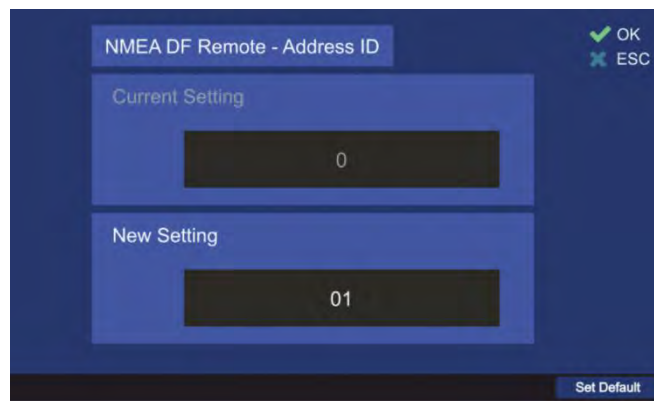 NMEA DF Remote - Address ID
OK
ESC
Current Setting
0
New Setting
01
Set Default